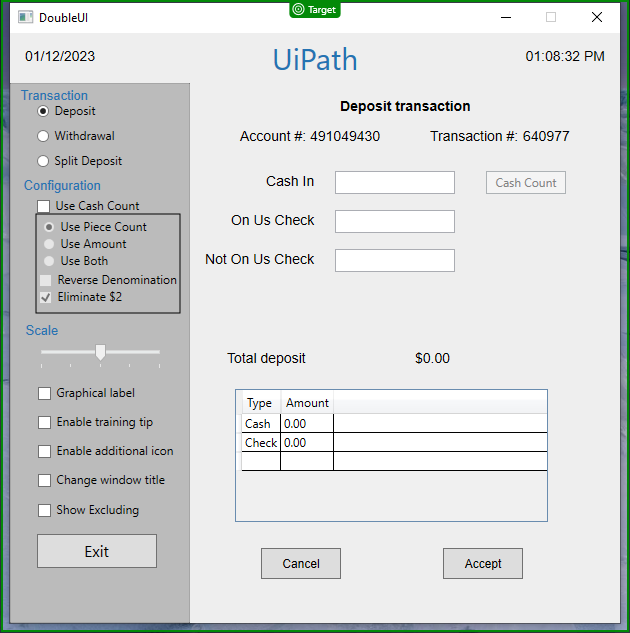 Target
DoubleUI
01/12/2023
UiPath
01:08:32 PM
Transaction
Deposit
Withdrawal
Split Deposit
Configuration
Use Cash Count
Use Piece Count
Use Amount
Use Both
Reverse Denomination
Eliminate $2
Scale
Graphical label
Enable training tip
Enable additional icon
Change window title
Show Excluding
Exit
Deposit transaction
Account #: 491049430 Transaction #: 640977
Cash In
Cash Count
On Us Check
Not On Us Check
Total deposit $0.00
Type Amount
Cash 0.00
Check 0.00
Cancel Accept